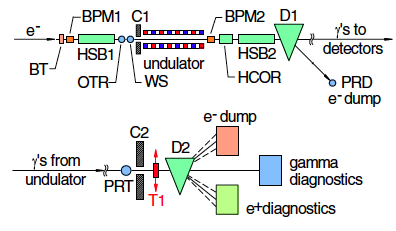 BPM1 C1 BPM2 D1 γ's to
detectors
e-
BT HSB1 undulator HSB2
OTR WS HCOR PRD
e- dump
e- dump
C2 D2
γ's from
undulator
PRT T1
gamma
diagnostics
e+diagnostics